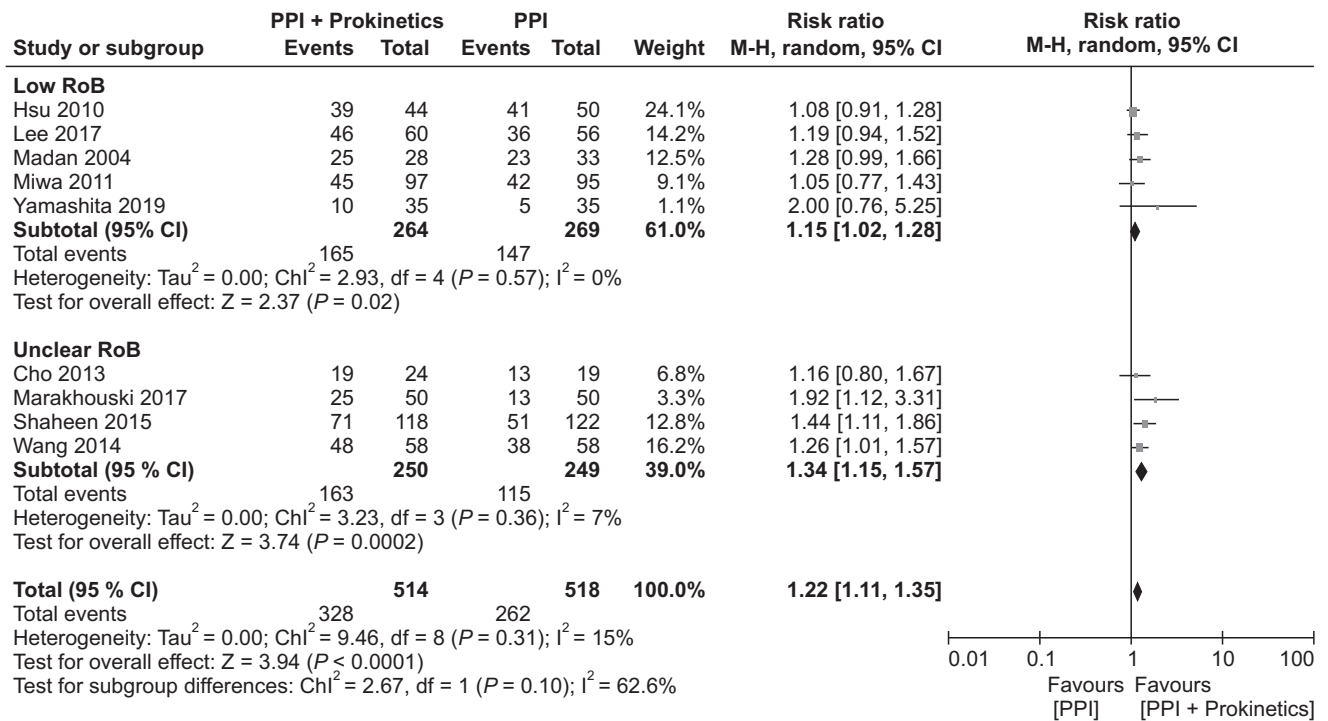 PPI + Prokinetics PPI Risk ratio Risk ratio
Study or subgroup Events Total Events Total Weight M-H, random, 95% CI M-H, random, 95% CI
Low RoB
Hsu 2010 39 44 41 50 24.1% 1.08 [0.91, 1.28]
Lee 2017 46 60 36 56 14.2% 1.19 [0.94, 1.52]
Madan 2004 25 28 23 33 12.5% 1.28 [0.99, 1.66]
Miwa 2011 45 97 42 95 9.1% 1.05 [0.77, 1.43]
Yamashita 2019 10 35 5 35 1.1% 2.00 [0.76, 5.25]
Subtotal (95% CI) 264 269 61.0% 1.15 [1.02, 1.28]
Total events 165 147
Heterogeneity: Tau² = 0.00; ChI² = 2.93, df = 4 (P = 0.57); I² = 0%
Test for overall effect: Z = 2.37 (P = 0.02)
Unclear RoB
Cho 2013 19 24 13 19 6.8% 1.16 [0.80, 1.67]
Marakhouski 2017 25 50 13 50 3.3% 1.92 [1.12, 3.31]
Shaheen 2015 71 118 51 122 12.8% 1.44 [1.11, 1.86]
Wang 2014 48 58 38 58 16.2% 1.26 [1.01, 1.57]
Subtotal (95 % CI) 250 249 39.0% 1.34 [1.15, 1.57]
Total events 163 115
Heterogeneity: Tau² = 0.00; ChI² = 3.23, df = 3 (P = 0.36); I² = 7%
Test for overall effect: Z = 3.74 (P = 0.0002)
Total (95 % CI) 514 518 100.0% 1.22 [1.11, 1.35]
Total events 328 262
Heterogeneity: Tau² = 0.00; ChI² = 9.46, df = 8 (P = 0.31); I² = 15%
Test for overall effect: Z = 3.94 (P < 0.0001)
Test for subgroup differences: ChI² = 2.67, df = 1 (P = 0.10); I² = 62.6%
0.01 0.1 1 10 100
Favours Favours
[PPI] [PPI + Prokinetics]